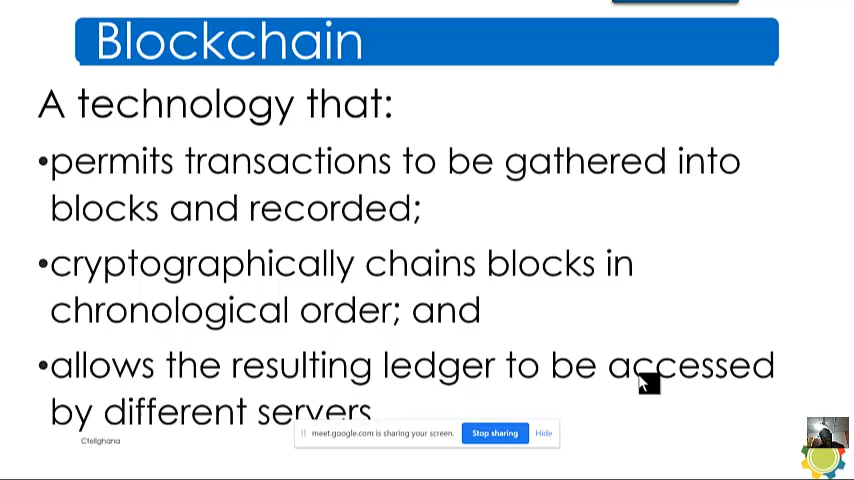 Blockchain
A technology that:
•permits transactions to be gathered into
blocks and recorded;
•cryptographically chains blocks in
chronological order; and
•allows the resulting ledger to be accessed
by different servers
meet.google.com is sharing your screen. Stop sharing Hide
Ctellghana